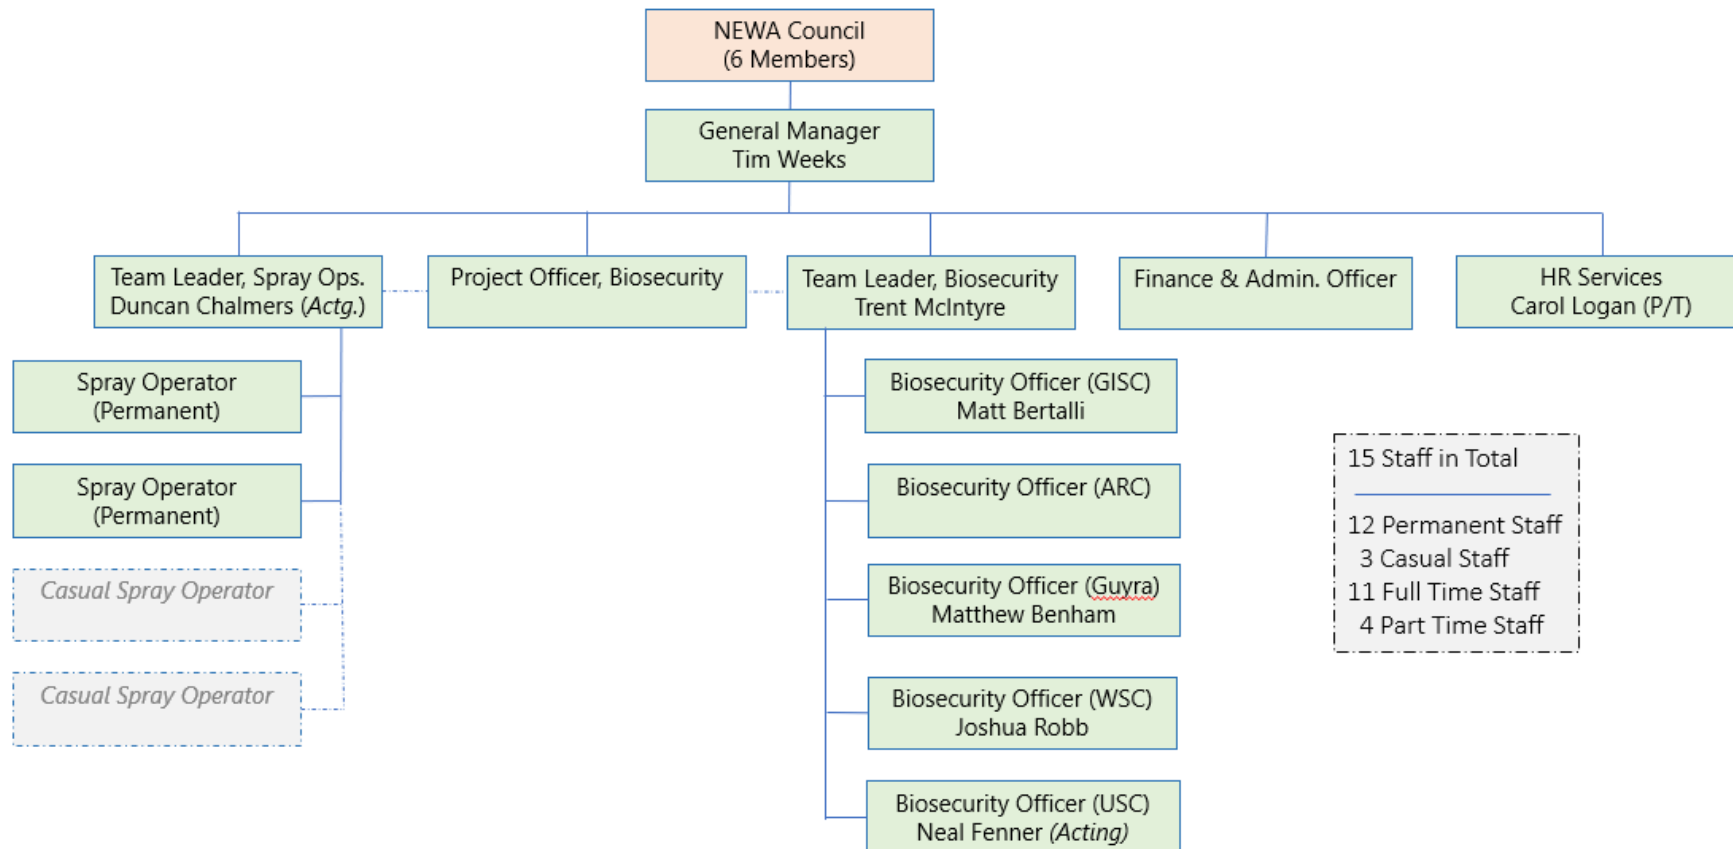 NEWA Council
(6 Members)
General Manager
Tim Weeks
Team Leader, Spray Ops.
Duncan Chalmers (Actg.)
Project Officer, Biosecurity
Team Leader, Biosecurity
Trent McIntyre
Finance & Admin. Officer
HR Services
Carol Logan (P/T)
Spray Operator
(Permanent)
Spray Operator
(Permanent)
Casual Spray Operator
Casual Spray Operator
Biosecurity Officer (GISC)
Matt Bertalli
Biosecurity Officer (ARC)
Biosecurity Officer (Guyra)
Matthew Benham
Biosecurity Officer (WSC)
Joshua Robb
Biosecurity Officer (USC)
Neal Fenner (Acting)
15 Staff in Total
12 Permanent Staff
3 Casual Staff
11 Full Time Staff
4 Part Time Staff